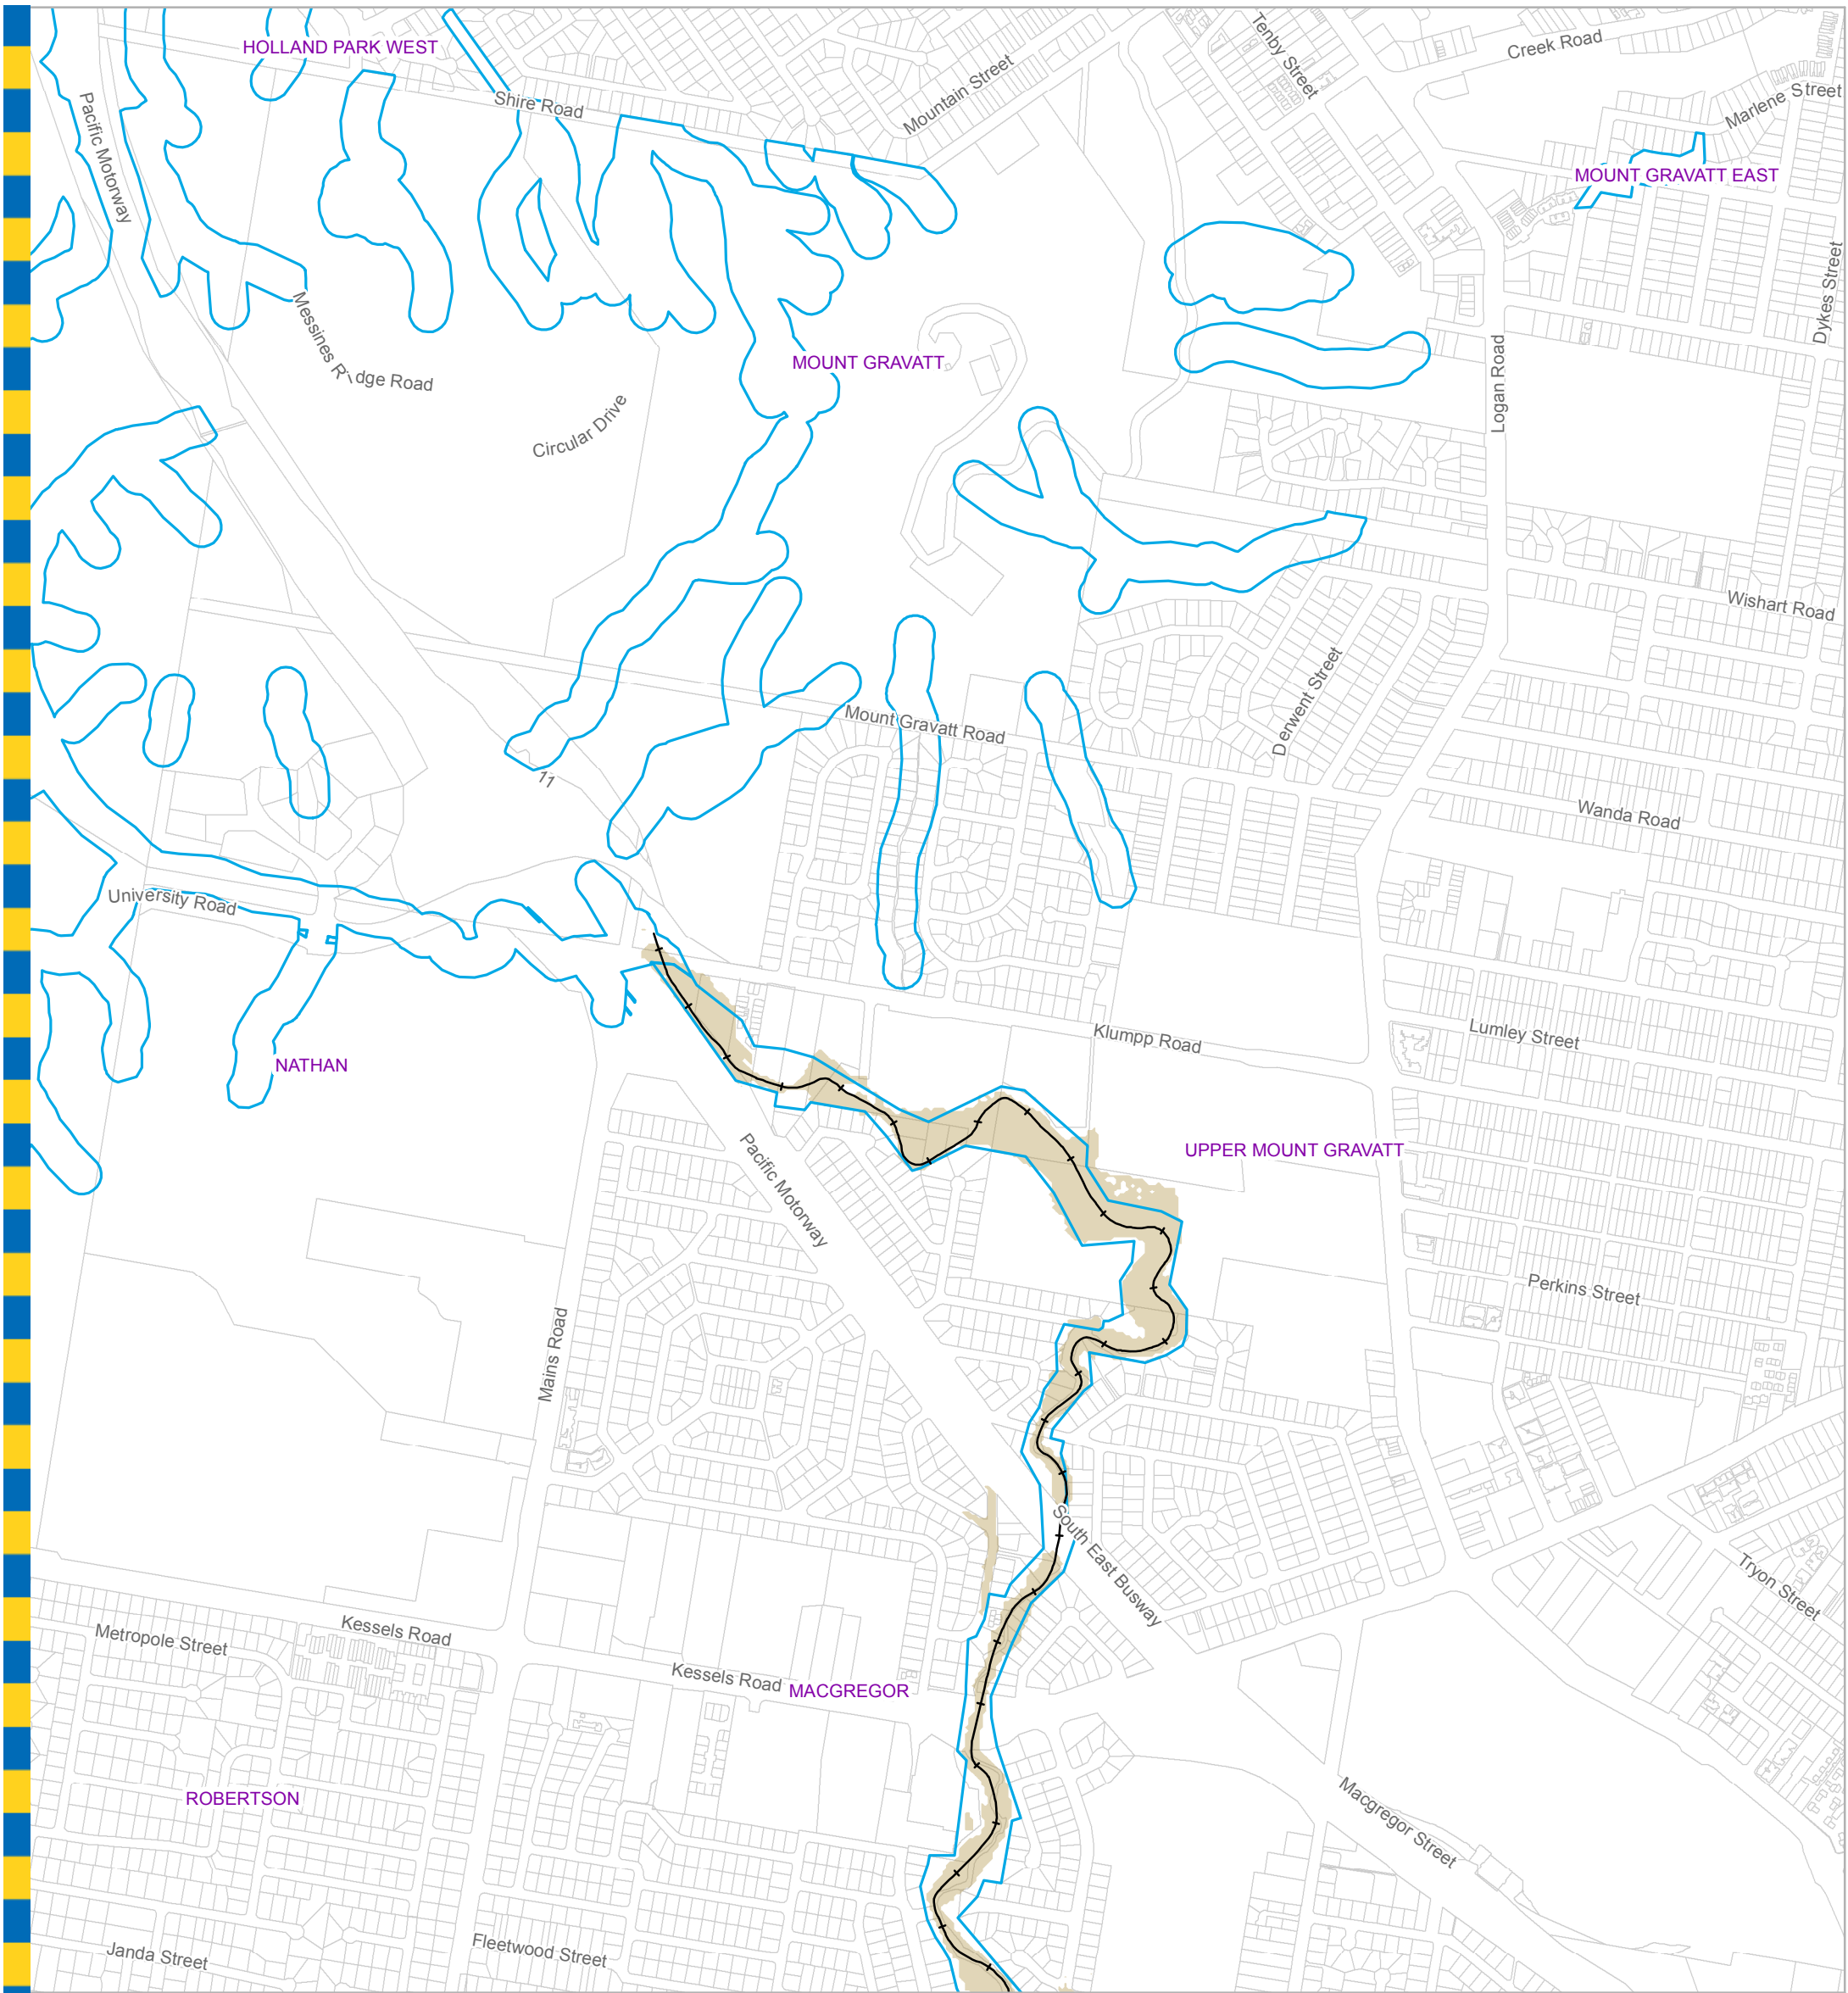 HOLLAND PARK WEST
Tenby Street
Creek Road
Shire Road
Mountain Street
Marlene Street
Pacific Motorway
MOUNT GRAVATT EAST
Dykes Street
Messines Ridge Road
MOUNT GRAVATT
Logan Road
Circular Drive
Wishart Road
Derwent Street
Mount Gravatt Road
11
Wanda Road
University Road
Klumpp Road
Lumley Street
NATHAN
Pacific Motorway
UPPER MOUNT GRAVATT
Perkins Street
Mains Road
South East Busway
Tryon Street
Metropole Street
Kessels Road
Kessels Road
MACGREGOR
ROBERTSON
Macgregor Street
Janda Street
Fleetwood Street